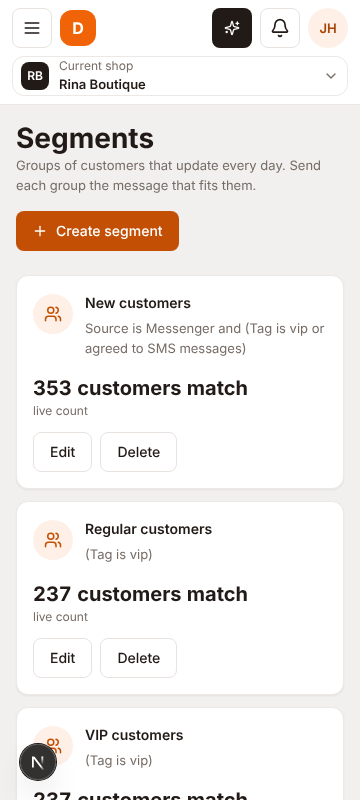 D
JH
RB
Current shop
Rina Boutique
Segments
Groups of customers that update every day. Send
each group the message that fits them.
Create segment
New customers
Source is Messenger and (Tag is vip or
agreed to SMS messages)
353 customers match
live count
Edit
Delete
Regular customers
(Tag is vip)
237 customers match
live count
Edit
Delete
VIP customers
(Tag is vip)
N
237 customers match